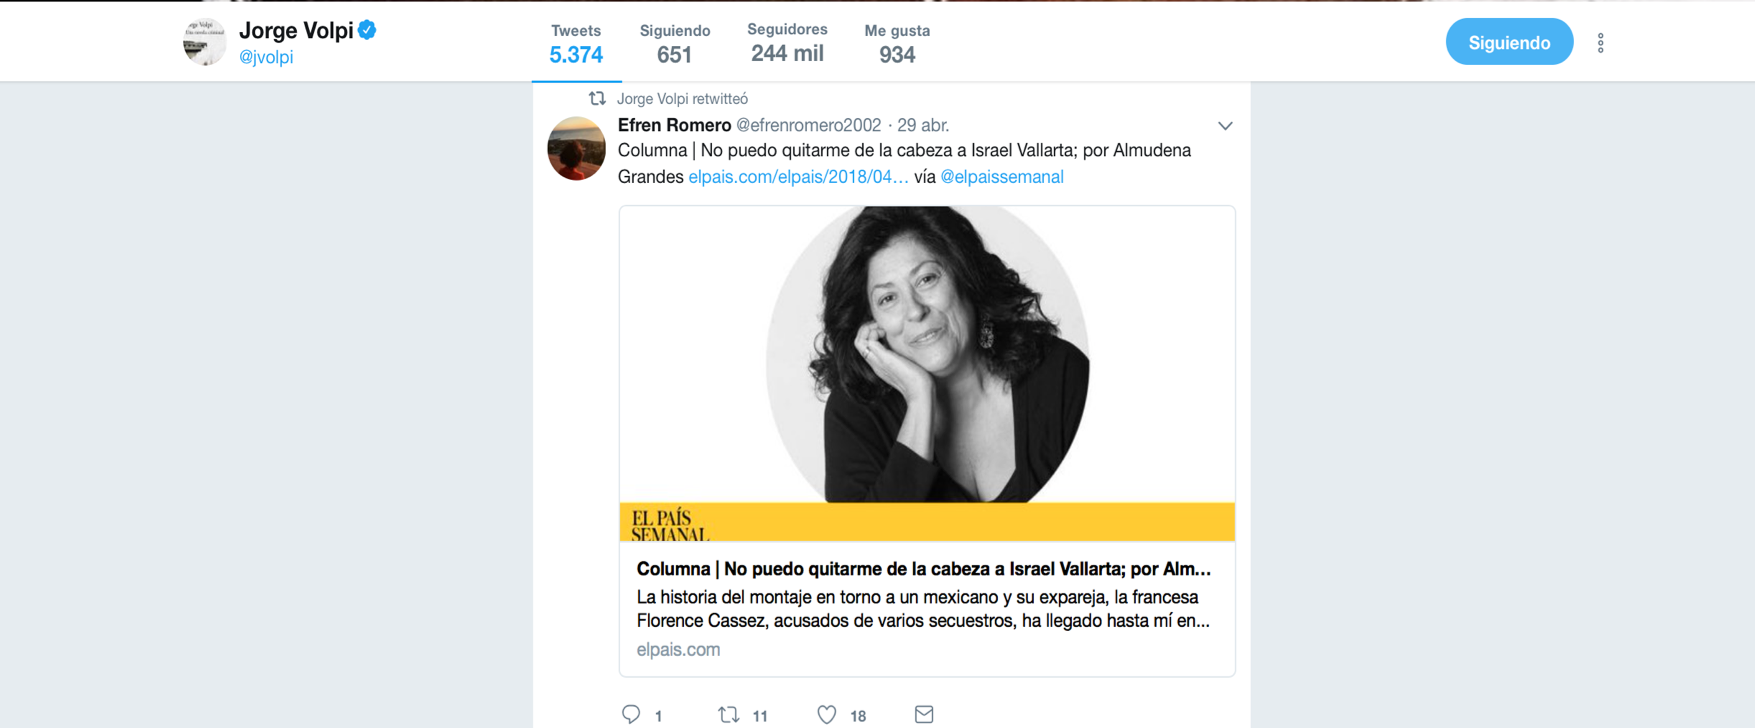 Jorge Volpi
@jvolpi
Tweets
5.374
Siguiendo
651
Seguidores
244 mil
Me gusta
934
Siguiendo
Jorge Volpi retwitteó
Efren Romero @efrenromero2002 · 29 abr.
Columna | No puedo quitarme de la cabeza a Israel Vallarta; por Almudena
Grandes elpais.com/elpais/2018/04… vía @elpaissemanal
EL PAÍS
SEMANAL
Columna | No puedo quitarme de la cabeza a Israel Vallarta; por Alm...
La historia del montaje en torno a un mexicano y su expareja, la francesa
Florence Cassez, acusados de varios secuestros, ha llegado hasta mí en...
elpais.com
1 11 18